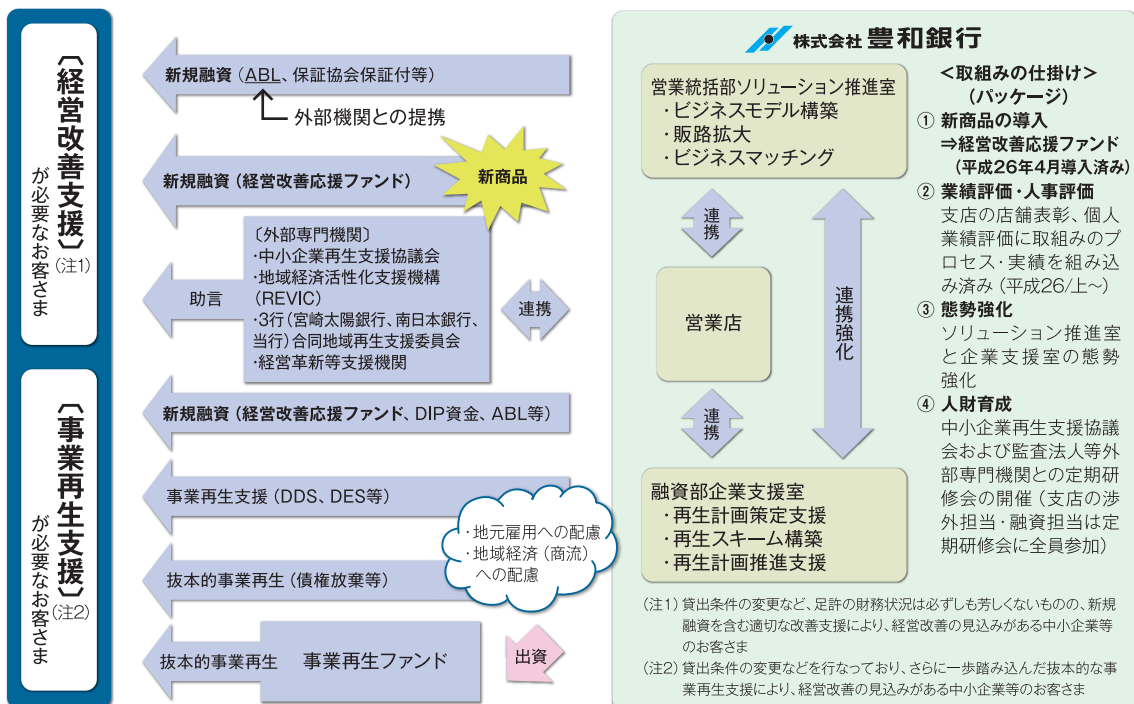 〔経営改善支援〕
が必要なお客さま
(注1)
〔事業再生支援〕
が必要なお客さま
(注2)
新規融資（ABL、保証協会保証付等）
外部機関との提携
新規融資（経営改善応援ファンド）
新商品
〔外部専門機関〕
・中小企業再生支援協議会
・地域経済活性化支援機構
（REVIC）
・3行（宮崎太陽銀行、南日本銀行、
当行）合同地域再生支援委員会
・経営革新等支援機関
助言
連携
新規融資（経営改善応援ファンド、DIP資金、ABL等）
事業再生支援（DDS、DES等）
・地元雇用への配慮
・地域経済（商流）
への配慮
抜本的事業再生（債権放棄等）
抜本的事業再生
事業再生ファンド
出資
株式会社 豊和銀行
営業統括部ソリューション推進室
・ビジネスモデル構築
・販路拡大
・ビジネスマッチング
連携
営業店
連携
連携強化
融資部企業支援室
・再生計画策定支援
・再生スキーム構築
・再生計画推進支援
＜取組みの仕掛け＞
（パッケージ）
① 新商品の導入
⇒経営改善応援ファンド
（平成26年4月導入済み）
② 業績評価・人事評価
支店の店舗表彰、個人
業績評価に取組みのプ
ロセス・実績を組み込
み済み（平成26/上～）
③ 態勢強化
ソリューション推進室
と企業支援室の態勢
強化
④ 人財育成
中小企業再生支援協議
会および監査法人等外
部専門機関との定期研
修会の開催（支店の渉
外担当・融資担当は定
期研修会に全員参加）
（注1）貸出条件の変更など、足許の財務状況は必ずしも芳しくないものの、新規
融資を含む適切な改善支援により、経営改善の見込みがある中小企業等
のお客さま
（注2）貸出条件の変更などを行なっており、さらに一歩踏み込んだ抜本的な事
業再生支援により、経営改善の見込みがある中小企業等のお客さま